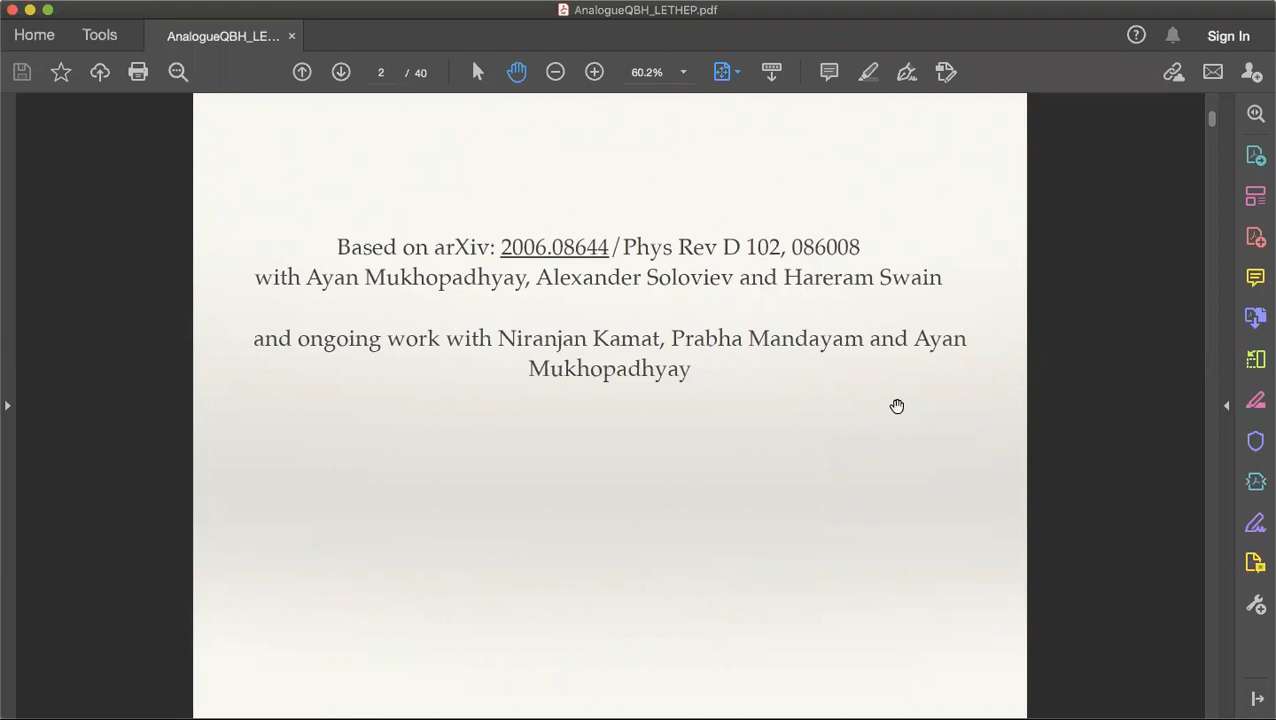 AnalogueQBH_LETHEP.pdf
Home Tools AnalogueQBH_LE... × Sign In
2 / 40 60.2%
Based on arXiv: 2006.08644/Phys Rev D 102, 086008
with Ayan Mukhopadhyay, Alexander Soloviev and Hareram Swain
and ongoing work with Niranjan Kamat, Prabha Mandayam and Ayan
Mukhopadhyay